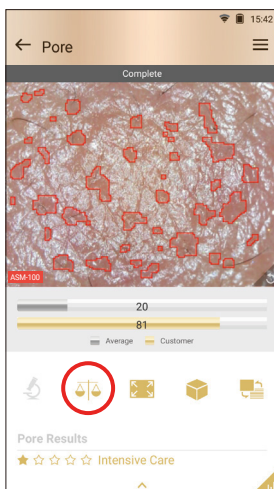 15:42
Pore
Complete
ASM-100
20
81
Average Customer
Pore Results
Intensive Care